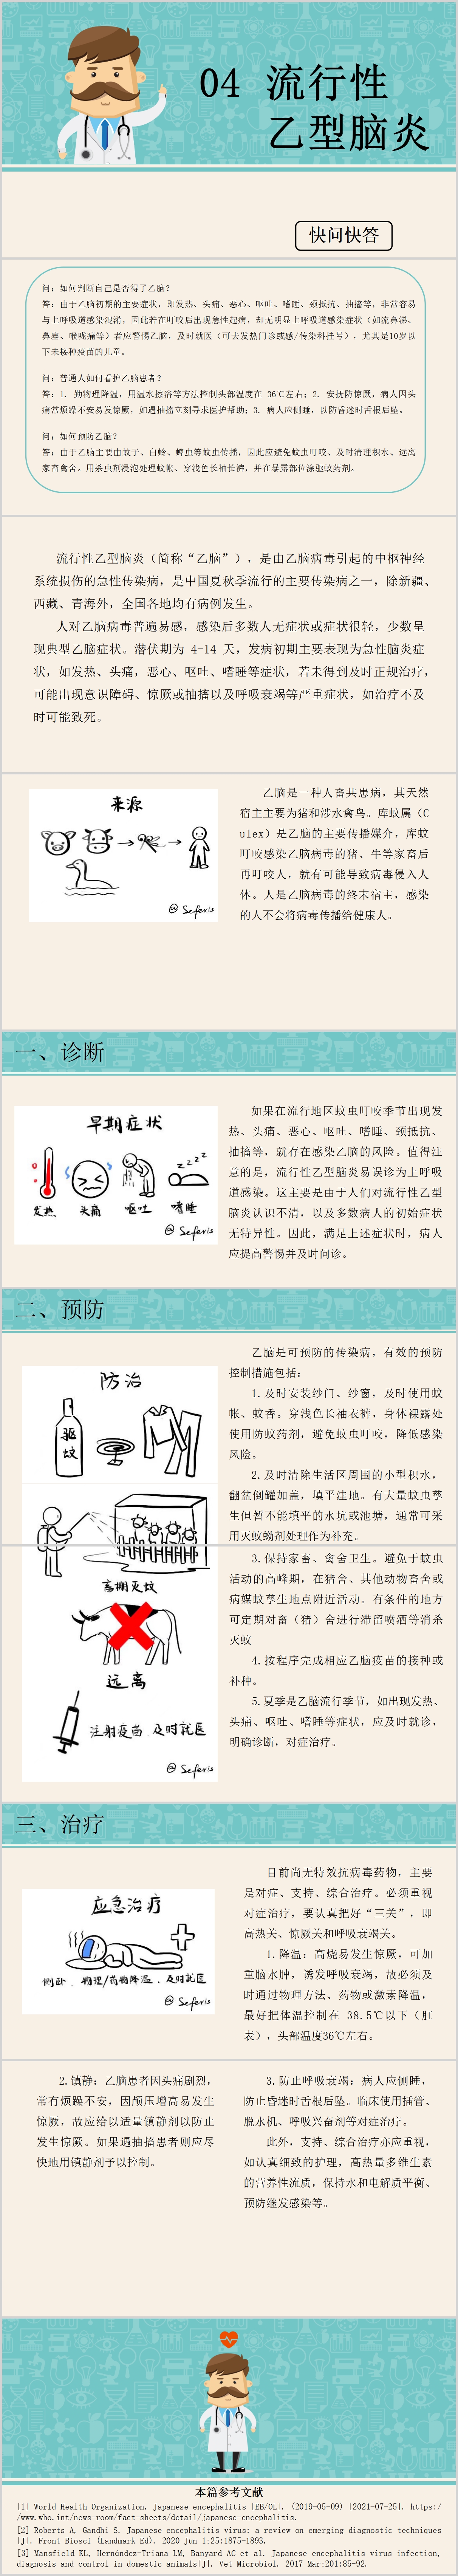 04 流行性
乙型脑炎
快问快答
问：如何判断自己是否得了乙脑？
答：由于乙脑初期的主要症状，即发热、头痛、恶心、呕吐、嗜睡、颈抵抗、抽搐等，非常容易
与上呼吸道感染混淆，因此若在叮咬后出现急性起病，却无明显上呼吸道感染症状（如流鼻涕、
鼻塞、喉咙痛等）者应警惕乙脑，及时就医（可去发热门诊或感/传染科挂号），尤其是10岁以
下未接种疫苗的儿童。
问：普通人如何看护乙脑患者？
答：1. 勤物理降温，用温水擦浴等方法控制头部温度在 36℃左右；2. 安抚防惊厥，病人因头
痛常烦躁不安易发惊厥，如遇抽搐立刻寻求医护帮助；3. 病人应侧睡，以防昏迷时舌根后坠。
问：如何预防乙脑？
答：由于乙脑主要由蚊子、白蛉、蜱虫等蚊虫传播，因此应避免蚊虫叮咬、及时清理积水、远离
家畜禽舍。用杀虫剂浸泡处理蚊帐、穿浅色长袖长裤，并在暴露部位涂驱蚊药剂。
流行性乙型脑炎（简称“乙脑”），是由乙脑病毒引起的中枢神经
系统损伤的急性传染病，是中国夏秋季流行的主要传染病之一，除新疆、
西藏、青海外，全国各地均有病例发生。
人对乙脑病毒普遍易感，感染后多数人无症状或症状很轻，少数呈
现典型乙脑症状。潜伏期为 4-14 天，发病初期主要表现为急性脑炎症
状，如发热、头痛，恶心、呕吐、嗜睡等症状，若未得到及时正规治疗，
可能出现意识障碍、惊厥或抽搐以及呼吸衰竭等严重症状，如治疗不及
时可能致死。
来源
@ Seferis
乙脑是一种人畜共患病，其天然
宿主主要为猪和涉水禽鸟。库蚊属（C
ulex）是乙脑的主要传播媒介，库蚊
叮咬感染乙脑病毒的猪、牛等家畜后
再叮咬人，就有可能导致病毒侵入人
体。人是乙脑病毒的终末宿主，感染
的人不会将病毒传播给健康人。
一、诊断
早期症状
发热 头痛 呕吐 嗜睡
@ Seferis
如果在流行地区蚊虫叮咬季节出现发
热、头痛、恶心、呕吐、嗜睡、颈抵抗、
抽搐等，就存在感染乙脑的风险。值得注
意的是，流行性乙型脑炎易误诊为上呼吸
道感染。这主要是由于人们对流行性乙型
脑炎认识不清，以及多数病人的初始症状
无特异性。因此，满足上述症状时，病人
应提高警惕并及时问诊。
二、预防
防治
驱
蚊
离棚灭蚊
远离
注射疫苗 . 及时就医
@ Seferis
乙脑是可预防的传染病，有效的预防
控制措施包括：
1.及时安装纱门、纱窗，及时使用蚊
帐、蚊香。穿浅色长袖衣裤，身体裸露处
使用防蚊药剂，避免蚊虫叮咬，降低感染
风险。
2.及时清除生活区周围的小型积水，
翻盆倒罐加盖，填平洼地。有大量蚊虫孳
生但暂不能填平的水坑或池塘，通常可采
用灭蚊蚴剂处理作为补充。
3.保持家畜、禽舍卫生。避免于蚊虫
活动的高峰期，在猪舍、其他动物畜舍或
病媒蚊孳生地点附近活动。有条件的地方
可定期对畜（猪）舍进行滞留喷洒等消杀
灭蚊
4.按程序完成相应乙脑疫苗的接种或
补种。
5.夏季是乙脑流行季节，如出现发热、
头痛、呕吐、嗜睡等症状，应及时就诊，
明确诊断，对症治疗。
三、治疗
应急治疗
侧卧 . 物理/药物降温 . 及时就医
@ Seferis
目前尚无特效抗病毒药物，主要
是对症、支持、综合治疗。必须重视
对症治疗，要认真把好“三关”，即
高热关、惊厥关和呼吸衰竭关。
1.降温：高烧易发生惊厥，可加
重脑水肿，诱发呼吸衰竭，故必须及
时通过物理方法、药物或激素降温，
最好把体温控制在 38.5℃以下（肛
表），头部温度36℃左右。
2.镇静：乙脑患者因头痛剧烈，
常有烦躁不安，因颅压增高易发生
惊厥，故应给以适量镇静剂以防止
发生惊厥。如果遇抽搐患者则应尽
快地用镇静剂予以控制。
3.防止呼吸衰竭：病人应侧睡，
防止昏迷时舌根后坠。临床使用插管、
脱水机、呼吸兴奋剂等对症治疗。
此外，支持、综合治疗亦应重视，
如认真细致的护理，高热量多维生素
的营养性流质，保持水和电解质平衡、
预防继发感染等。
本篇参考文献
[1] World Health Organization. Japanese encephalitis [EB/OL]. (2019-05-09) [2021-07-25]. https:/
/www.who.int/news-room/fact-sheets/detail/japanese-encephalitis.
[2] Roberts A, Gandhi S. Japanese encephalitis virus: a review on emerging diagnostic techniques
[J]. Front Biosci (Landmark Ed). 2020 Jun 1;25:1875-1893.
[3] Mansfield KL, Hernández-Triana LM, Banyard AC et al. Japanese encephalitis virus infection,
diagnosis and control in domestic animals[J]. Vet Microbiol. 2017 Mar;201:85-92.